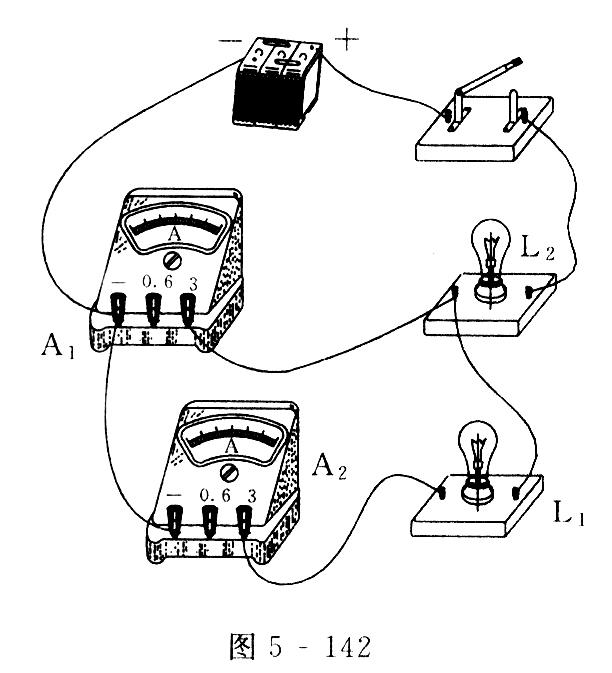 − +
A
− 0.6 3
A₁
L₂
A
− 0.6 3
A₂
L₁
图 5 - 142